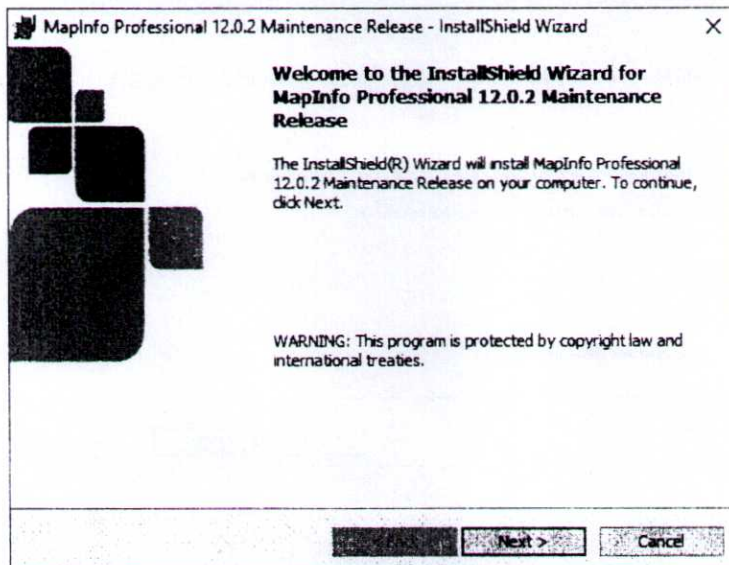 MapInfo Professional 12.0.2 Maintenance Release - InstallShield Wizard
Welcome to the InstallShield Wizard for
MapInfo Professional 12.0.2 Maintenance
Release
The InstallShield(R) Wizard will install MapInfo Professional
12.0.2 Maintenance Release on your computer. To continue,
click Next.
WARNING: This program is protected by copyright law and
international treaties.
Next > Cancel